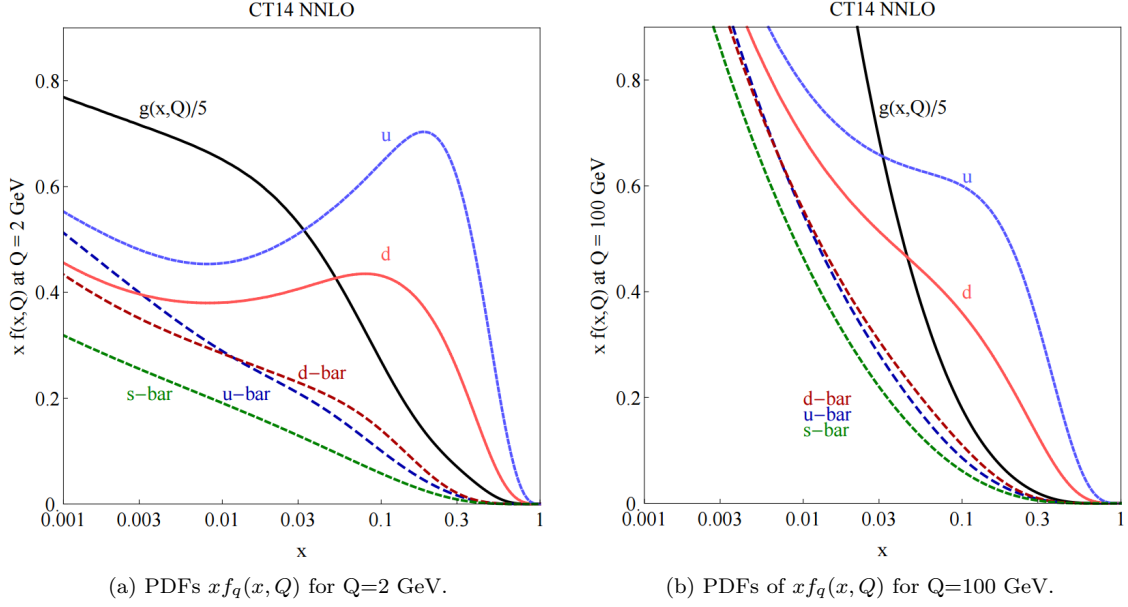 CT14 NNLO
x f(x,Q) at Q = 2 GeV
0.8
0.6
0.4
0.2
0
g(x,Q)/5
u
d
d−bar
s−bar
u−bar
0.001
0.003
0.01
0.03
0.1
0.3
1
x
(a) PDFs xf_q(x, Q) for Q=2 GeV.
CT14 NNLO
x f(x,Q) at Q = 100 GeV
0.8
0.6
0.4
0.2
0
g(x,Q)/5
u
d
d−bar
u−bar
s−bar
0.001
0.003
0.01
0.03
0.1
0.3
1
x
(b) PDFs of xf_q(x, Q) for Q=100 GeV.